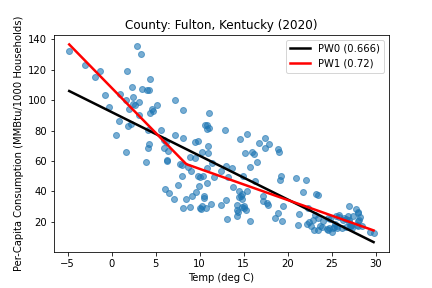 County: Fulton, Kentucky (2020)
Per-Capita Consumption (MMBtu/1000 Households)
140
120
100
80
60
40
20
PW0 (0.666)
PW1 (0.72)
−5 0 5 10 15 20 25 30
Temp (deg C)